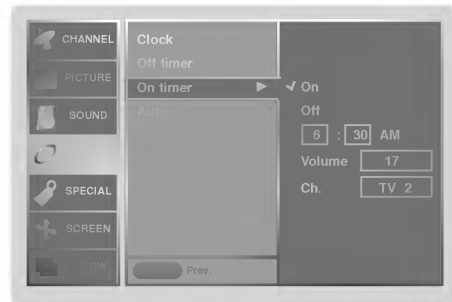 CHANNEL
PICTURE
SOUND
SPECIAL
SCREEN
Clock
Off timer
On timer ▶
Auto
Prev.
✔ On
Off
6 : 30 AM
Volume 17
Ch. TV 2